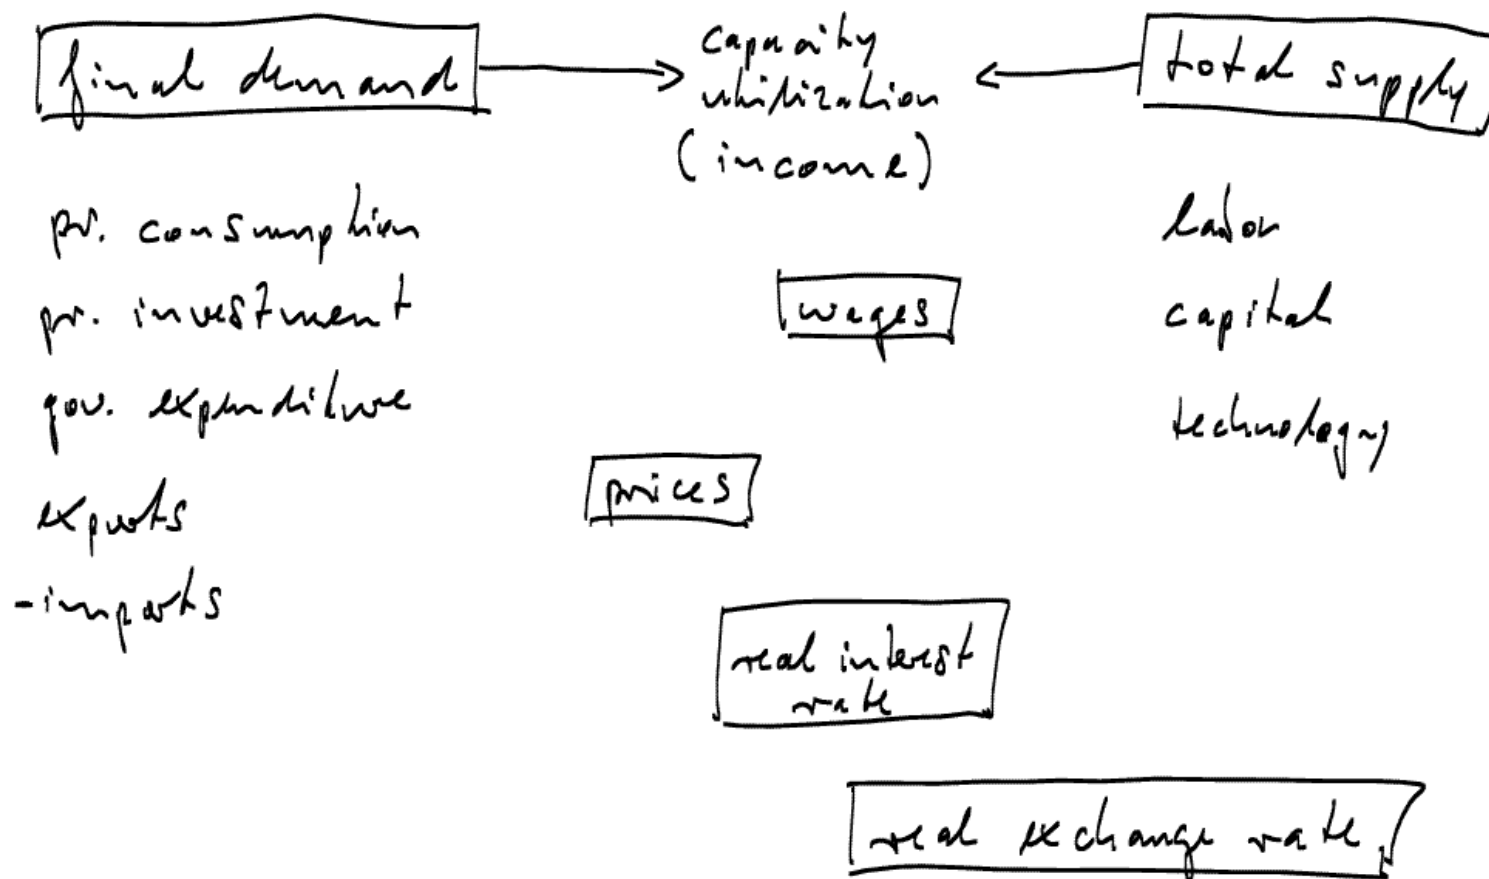 final demand
capacity
utilization
(income)
total supply
pr. consumption
pr. investment
gov. expenditure
exports
-imports
labor
capital
technology
wages
prices
real interest
rate
real exchange rate